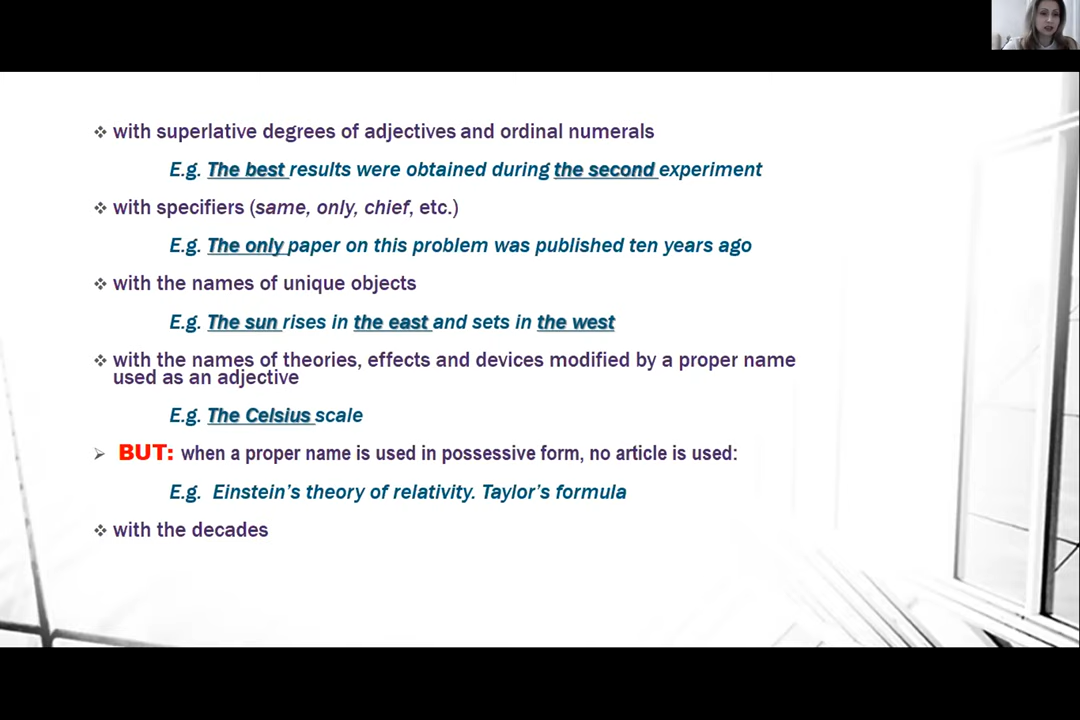 ❖ with superlative degrees of adjectives and ordinal numerals
E.g. The best results were obtained during the second experiment
❖ with specifiers (same, only, chief, etc.)
E.g. The only paper on this problem was published ten years ago
❖ with the names of unique objects
E.g. The sun rises in the east and sets in the west
❖ with the names of theories, effects and devices modified by a proper name
used as an adjective
E.g. The Celsius scale
➢ BUT: when a proper name is used in possessive form, no article is used:
E.g. Einstein’s theory of relativity. Taylor’s formula
❖ with the decades